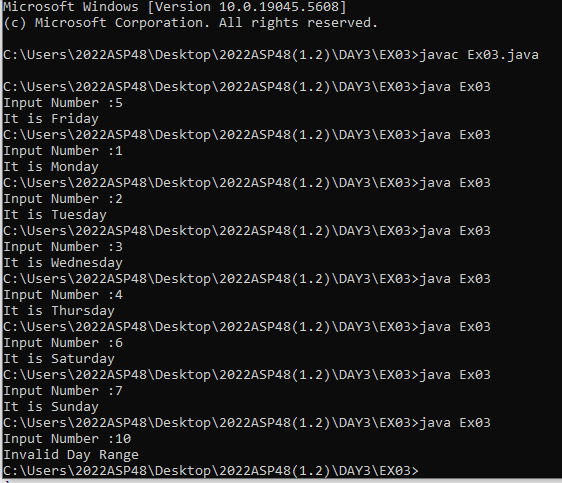 Microsoft Windows [Version 10.0.19045.5608]
(c) Microsoft Corporation. All rights reserved.
C:\Users\2022ASP48\Desktop\2022ASP48(1.2)\DAY3\EX03>javac Ex03.java
C:\Users\2022ASP48\Desktop\2022ASP48(1.2)\DAY3\EX03>java Ex03
Input Number :5
It is Friday
C:\Users\2022ASP48\Desktop\2022ASP48(1.2)\DAY3\EX03>java Ex03
Input Number :1
It is Monday
C:\Users\2022ASP48\Desktop\2022ASP48(1.2)\DAY3\EX03>java Ex03
Input Number :2
It is Tuesday
C:\Users\2022ASP48\Desktop\2022ASP48(1.2)\DAY3\EX03>java Ex03
Input Number :3
It is Wednesday
C:\Users\2022ASP48\Desktop\2022ASP48(1.2)\DAY3\EX03>java Ex03
Input Number :4
It is Thursday
C:\Users\2022ASP48\Desktop\2022ASP48(1.2)\DAY3\EX03>java Ex03
Input Number :6
It is Saturday
C:\Users\2022ASP48\Desktop\2022ASP48(1.2)\DAY3\EX03>java Ex03
Input Number :7
It is Sunday
C:\Users\2022ASP48\Desktop\2022ASP48(1.2)\DAY3\EX03>java Ex03
Input Number :10
Invalid Day Range
C:\Users\2022ASP48\Desktop\2022ASP48(1.2)\DAY3\EX03>